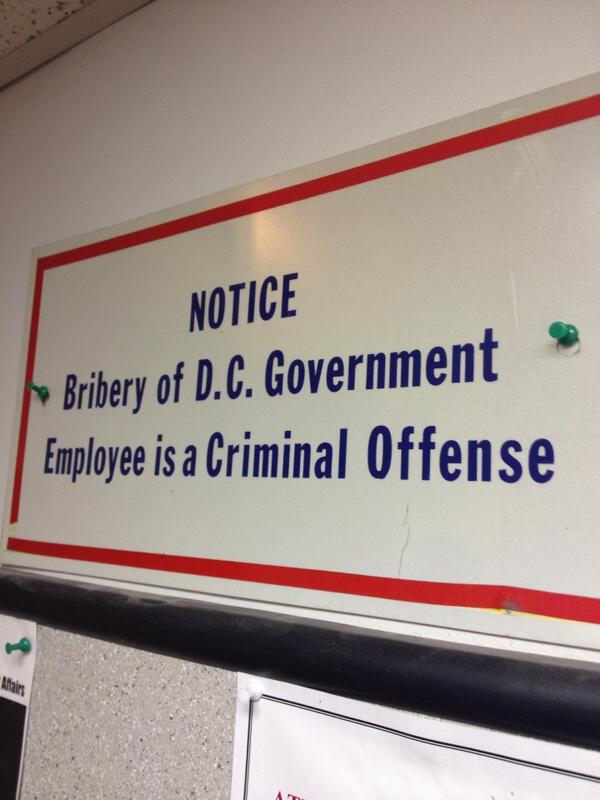 NOTICE
Bribery of D.C. Government
Employee is a Criminal Offense
Affairs